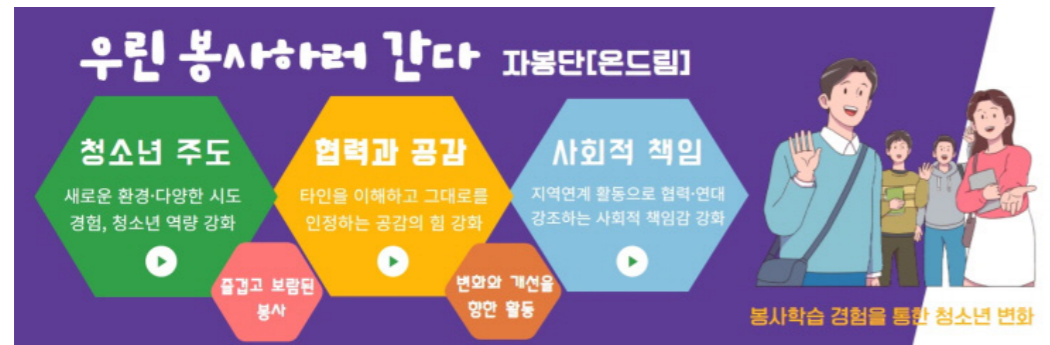 우린 봉사하러 간다 자봉단[온드림]
청소년 주도
새로운 환경·다양한 시도
경험, 청소년 역량 강화
협력과 공감
타인을 이해하고 그대로를
인정하는 공감의 힘 강화
사회적 책임
지역연계 활동으로 협력·연대
강조하는 사회적 책임감 강화
즐겁고 보람된
봉사
변화와 개선을
향한 활동
봉사학습 경험을 통한 청소년 변화